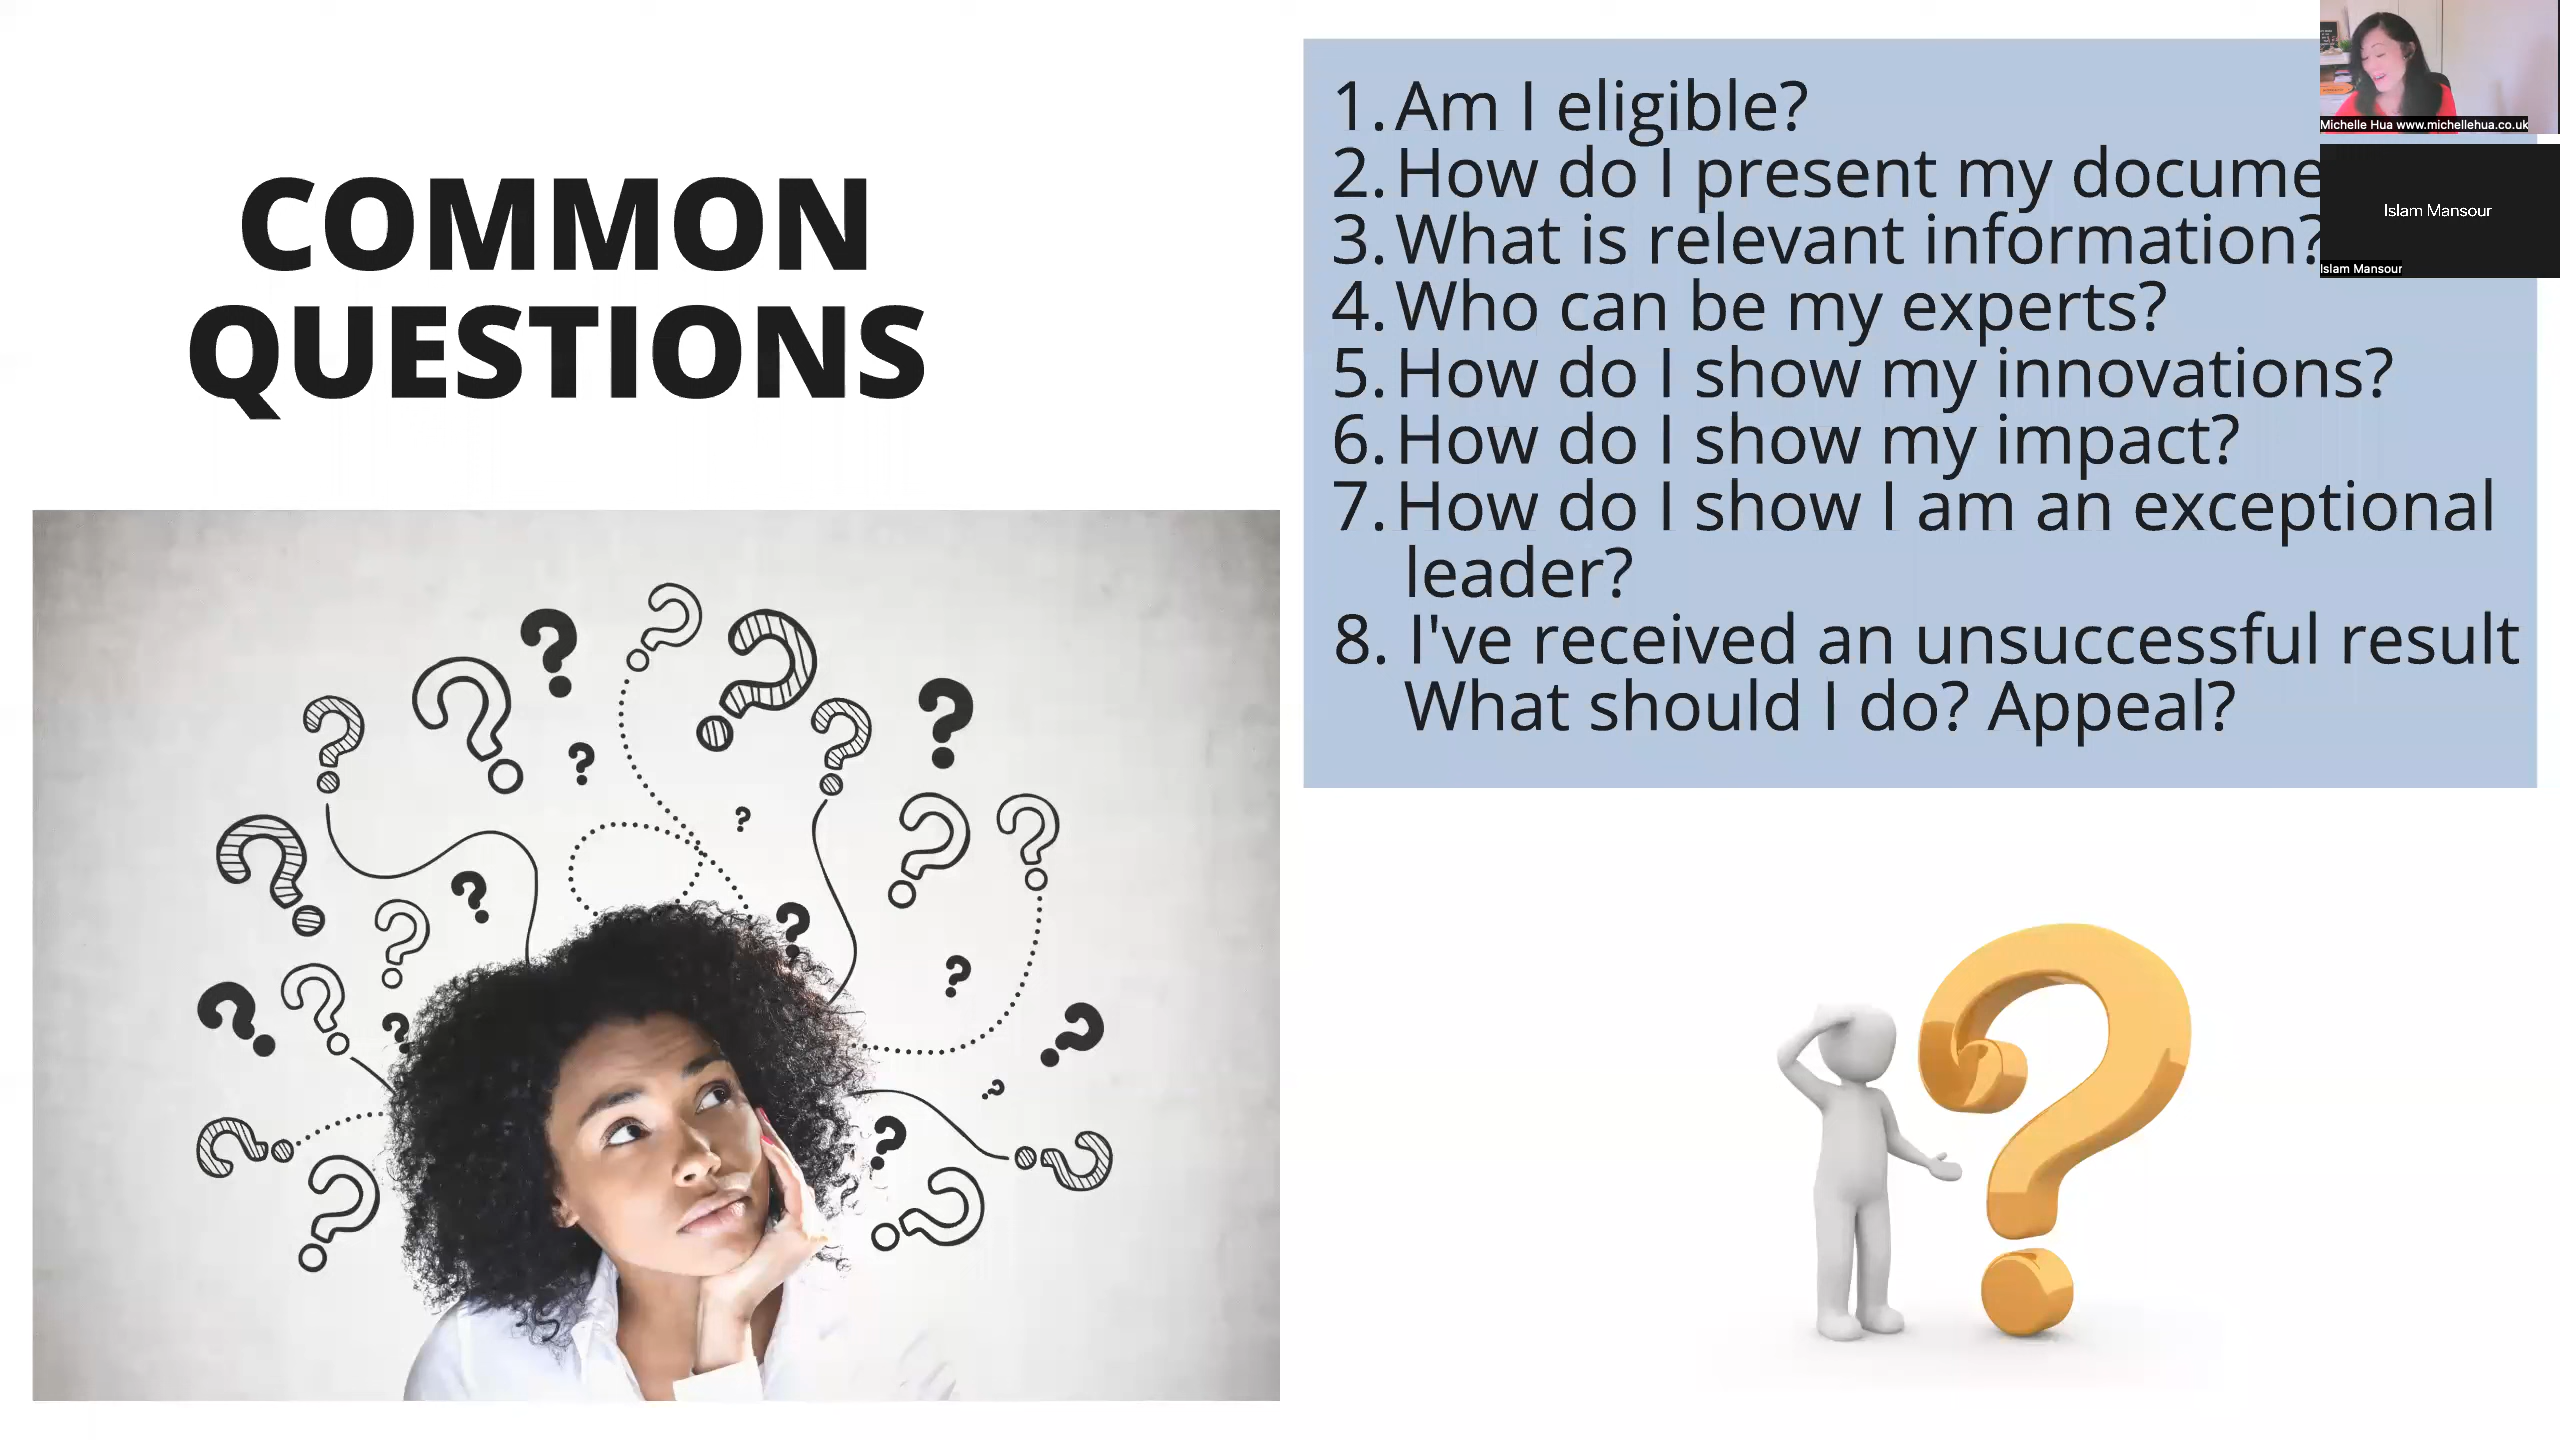 COMMON
QUESTIONS
1. Am I eligible?
2. How do I present my
3. What is relevant information?
4. Who can be my experts?
5. How do I show my innovations?
6. How do I show my impact?
7. How do I show I am an exceptional
leader?
8. I've received an unsuccessful result
What should I do? Appeal?
Michelle Hua www.michellehua.co.uk
Islam Mansour
Islam Mansour